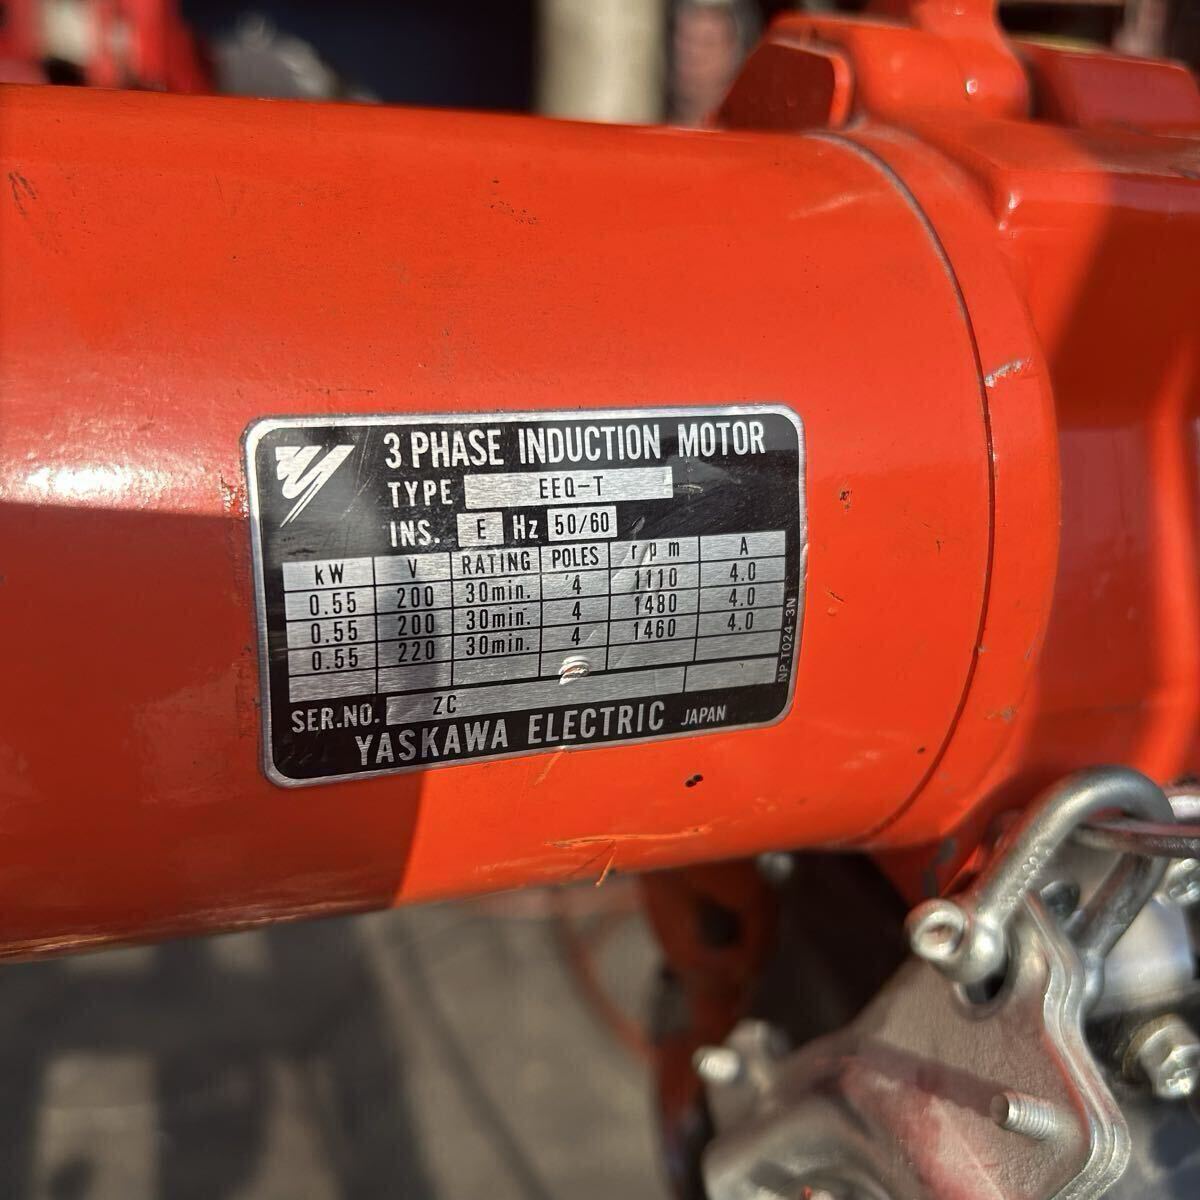 3 PHASE INDUCTION MOTOR
TYPE EEQ-T
INS. E Hz 50/60
kW V RATING POLES rpm A
0.55 200 30min. 4 1110 4.0
0.55 200 30min. 4 1480 4.0
0.55 220 30min. 4 1460 4.0
SER.NO. ZC
YASKAWA ELECTRIC JAPAN
NP.T024-3N